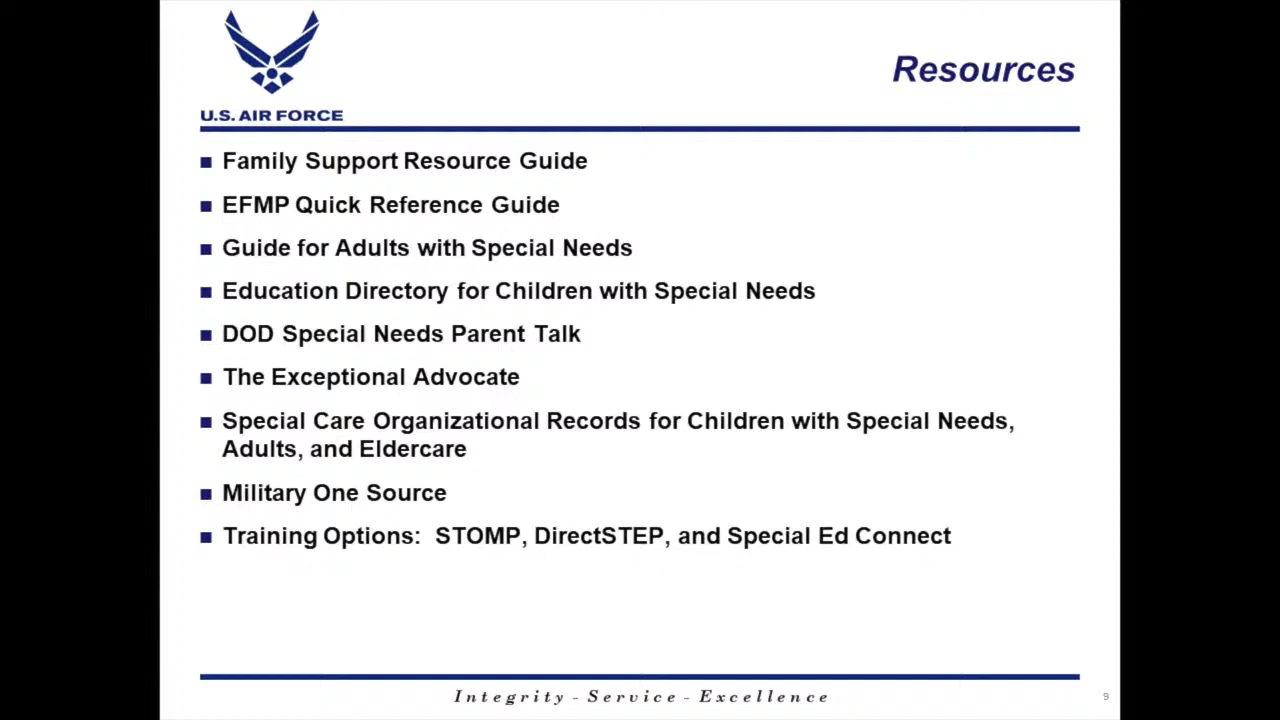 U.S. AIR FORCE
Resources
Family Support Resource Guide
EFMP Quick Reference Guide
Guide for Adults with Special Needs
Education Directory for Children with Special Needs
DOD Special Needs Parent Talk
The Exceptional Advocate
Special Care Organizational Records for Children with Special Needs,
Adults, and Eldercare
Military One Source
Training Options: STOMP, DirectSTEP, and Special Ed Connect
Integrity - Service - Excellence
9